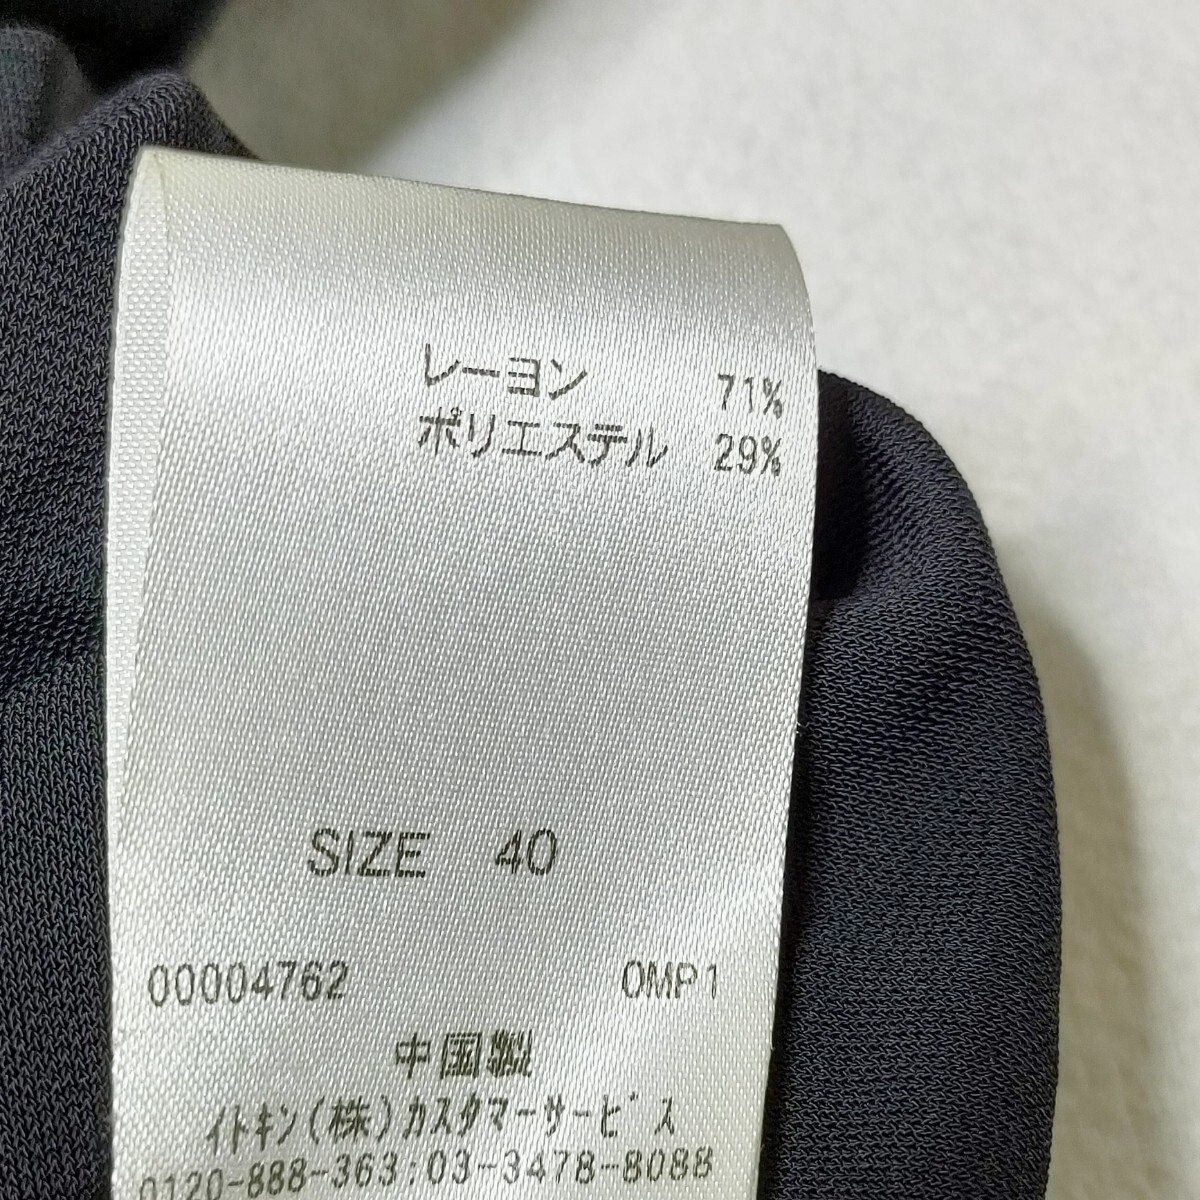 レーヨン 71%
ポリエステル 29%
SIZE 40
00004762 OMP1
中国製
イトキン(株)カスタマーサービス
0120-888-363:03-3478-8088